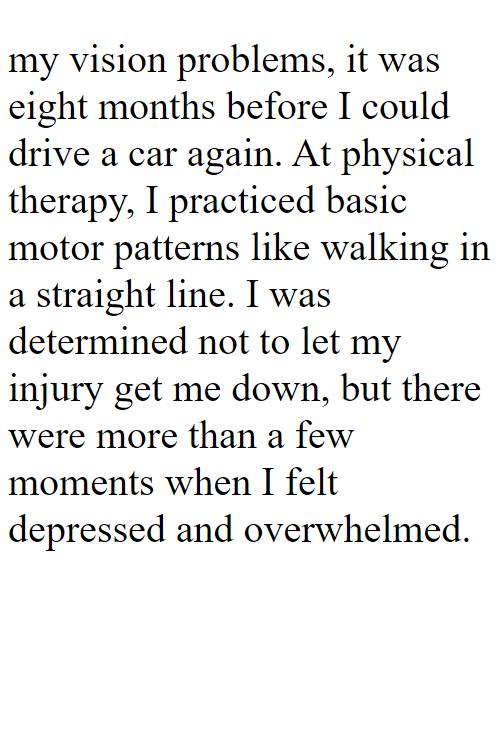 my vision problems, it was
eight months before I could
drive a car again. At physical
therapy, I practiced basic
motor patterns like walking in
a straight line. I was
determined not to let my
injury get me down, but there
were more than a few
moments when I felt
depressed and overwhelmed.